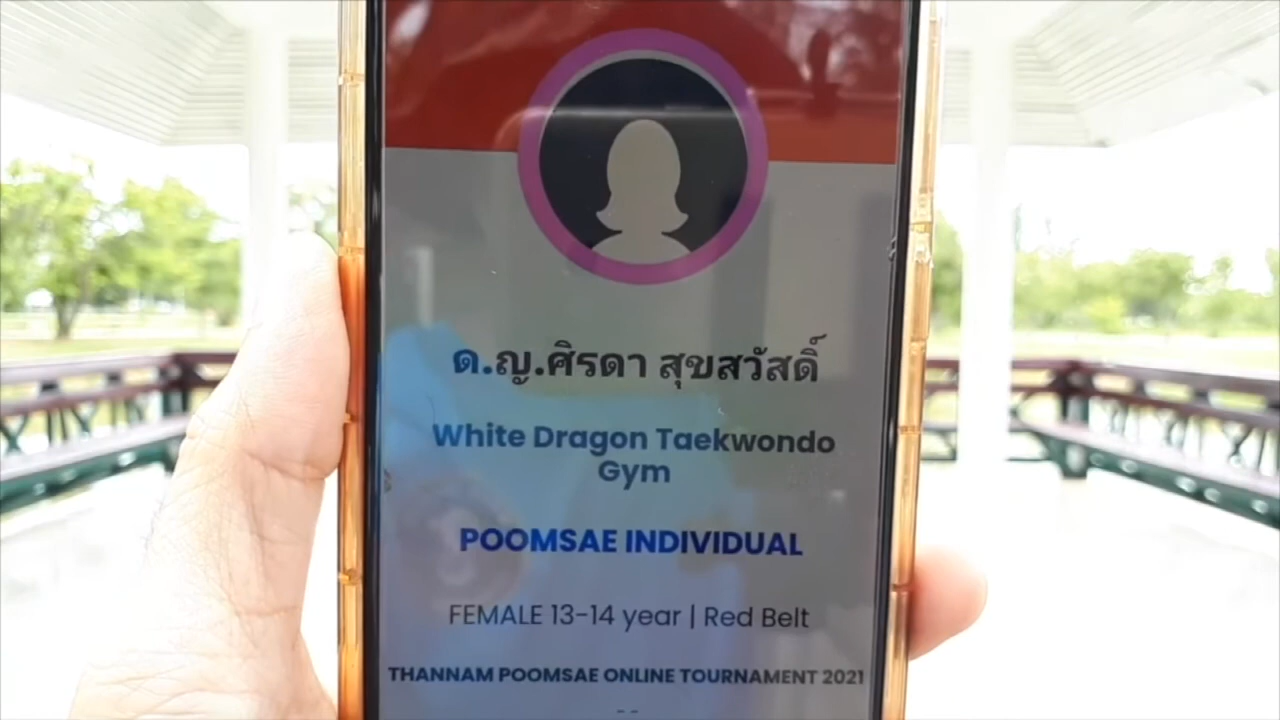 ด.ญ.ศิรดา สุขสวัสดิ์
White Dragon Taekwondo
Gym
POOMSAE INDIVIDUAL
FEMALE 13-14 year | Red Belt
THANNAM POOMSAE ONLINE TOURNAMENT 2021